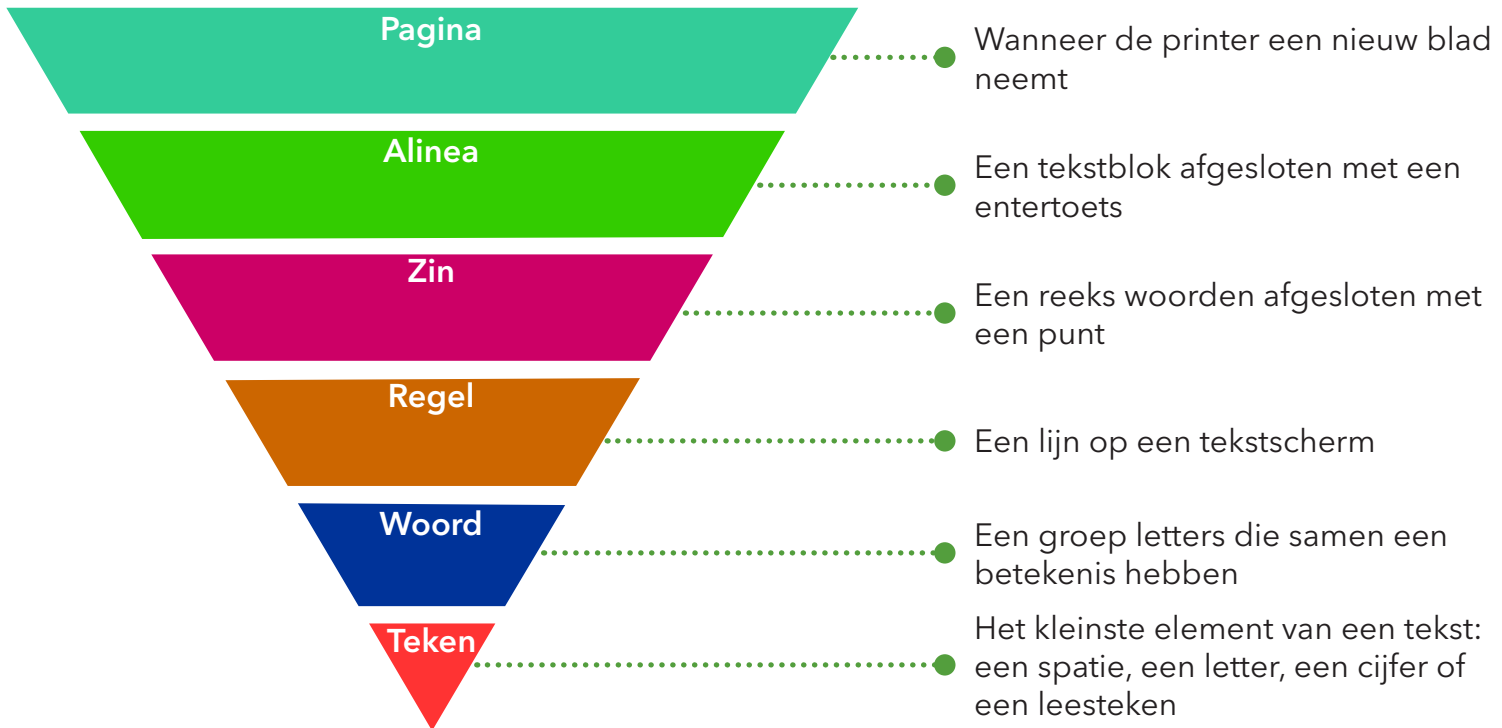 Pagina
Wanneer de printer een nieuw blad
neemt
Alinea
Een tekstblok afgesloten met een
entertoets
Zin
Een reeks woorden afgesloten met
een punt
Regel
Een lijn op een tekstscherm
Woord
Een groep letters die samen een
betekenis hebben
Teken
Het kleinste element van een tekst:
een spatie, een letter, een cijfer of
een leesteken